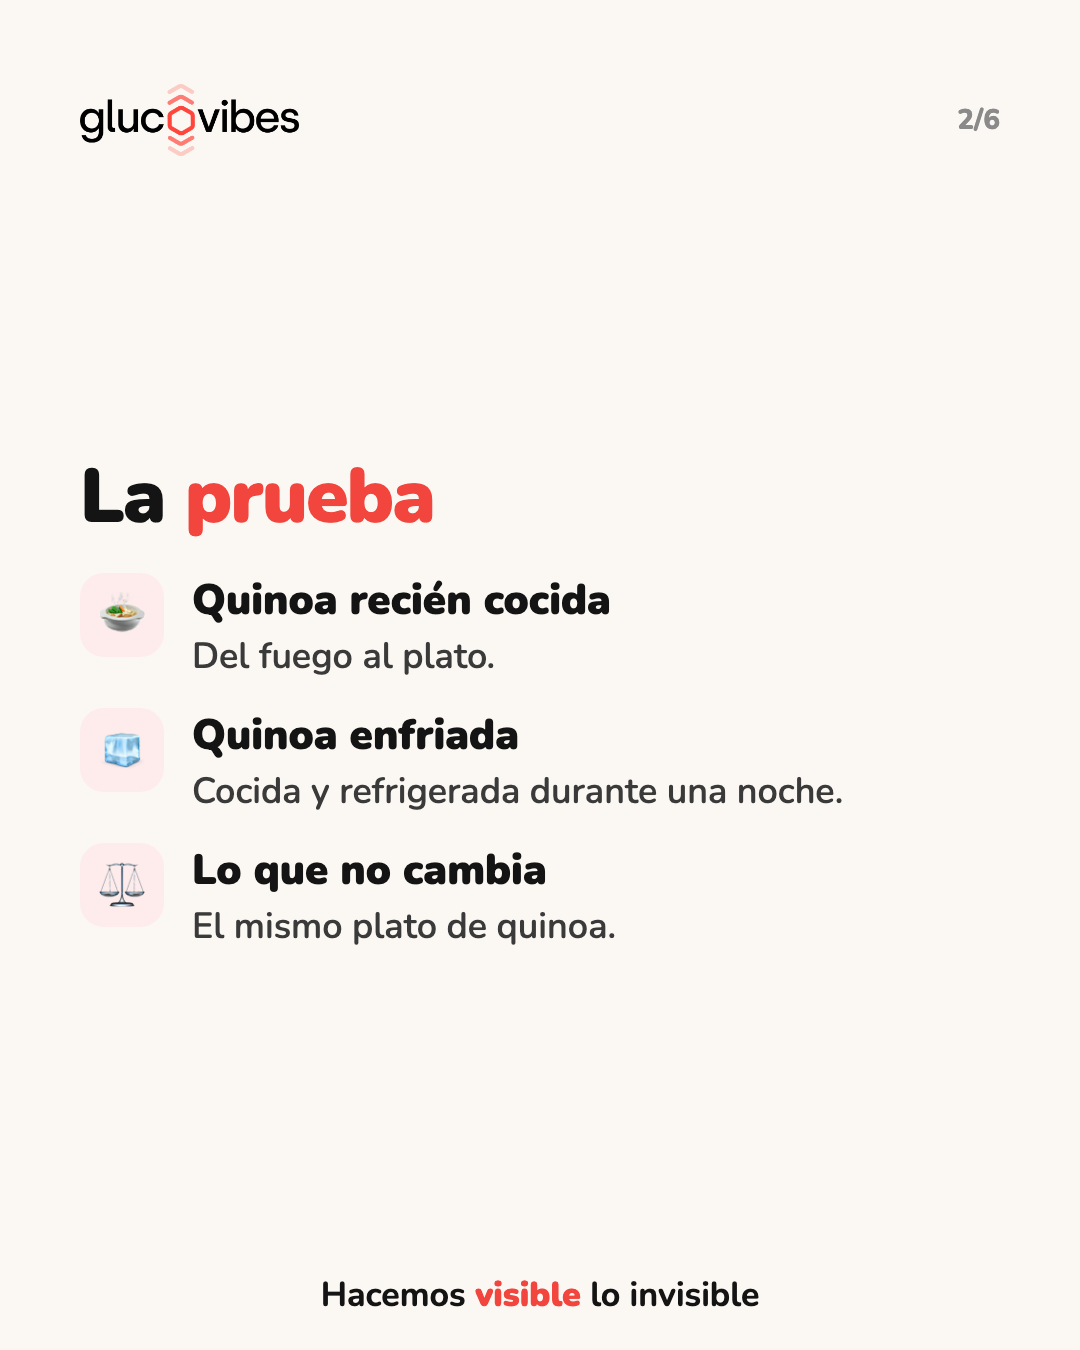 glucovibes
2/6
La prueba
Quinoa recién cocida
Del fuego al plato.
Quinoa enfriada
Cocida y refrigerada durante una noche.
Lo que no cambia
El mismo plato de quinoa.
Hacemos visible lo invisible